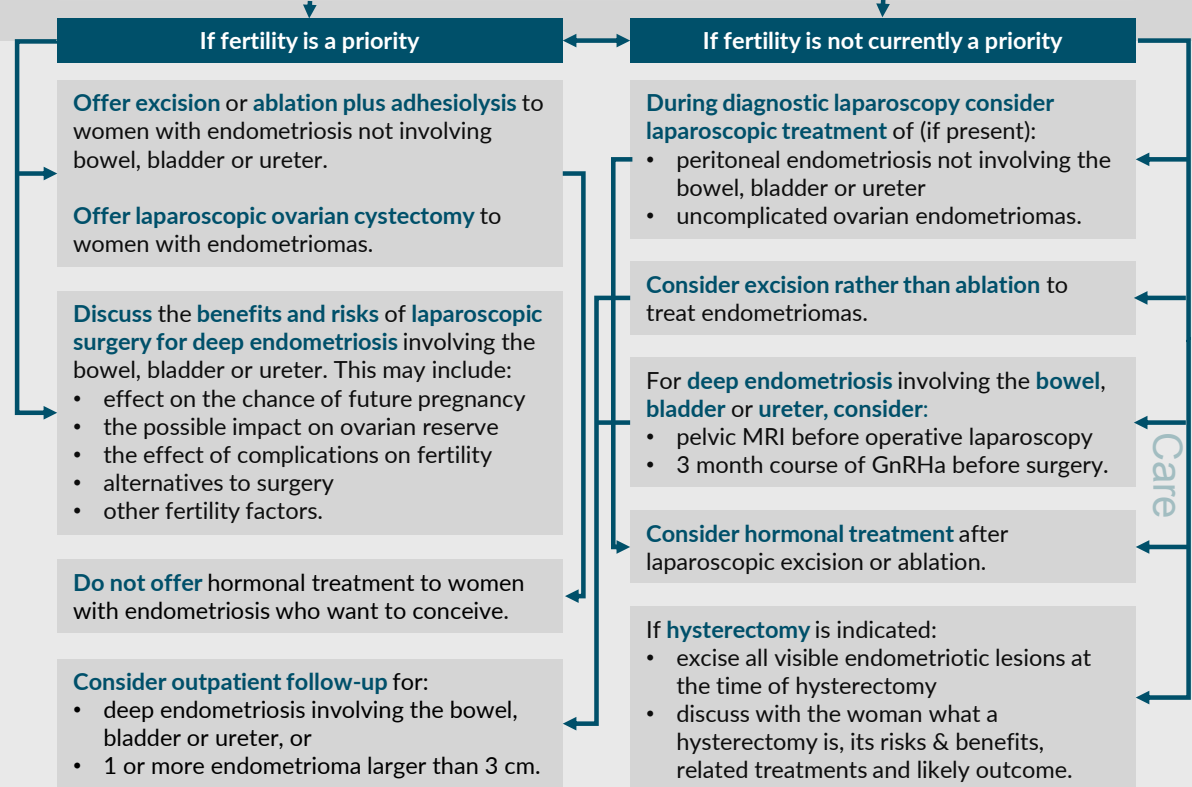 If fertility is a priority
Offer excision or ablation plus adhesiolysis to
women with endometriosis not involving
bowel, bladder or ureter.
Offer laparoscopic ovarian cystectomy to
women with endometriomas.
Discuss the benefits and risks of laparoscopic
surgery for deep endometriosis involving the
bowel, bladder or ureter. This may include:
• effect on the chance of future pregnancy
• the possible impact on ovarian reserve
• the effect of complications on fertility
• alternatives to surgery
• other fertility factors.
Do not offer hormonal treatment to women
with endometriosis who want to conceive.
Consider outpatient follow-up for:
• deep endometriosis involving the bowel,
bladder or ureter, or
• 1 or more endometrioma larger than 3 cm.
If fertility is not currently a priority
During diagnostic laparoscopy consider
laparoscopic treatment of (if present):
• peritoneal endometriosis not involving the
bowel, bladder or ureter
• uncomplicated ovarian endometriomas.
Consider excision rather than ablation to
treat endometriomas.
For deep endometriosis involving the bowel,
bladder or ureter, consider:
• pelvic MRI before operative laparoscopy
• 3 month course of GnRHa before surgery.
Consider hormonal treatment after
laparoscopic excision or ablation.
If hysterectomy is indicated:
• excise all visible endometriotic lesions at
the time of hysterectomy
• discuss with the woman what a
hysterectomy is, its risks & benefits,
related treatments and likely outcome.
Care